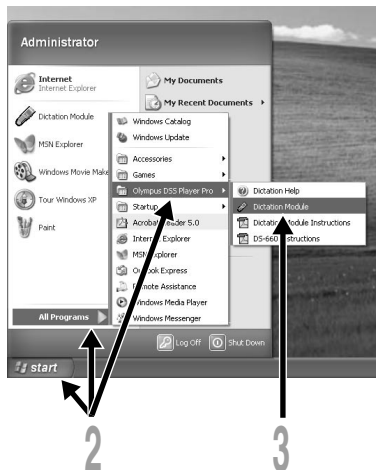 Administrator
Internet
Internet Explorer
Dictation Module
MSN Explorer
Windows Movie Make
Tour Windows XP
Paint
All Programs
My Documents
My Recent Documents
Windows Catalog
Windows Update
Accessories
Games
Olympus DSS Player Pro
Startup
Acrobat Reader 5.0
Internet Explorer
MSN Explorer
Outlook Express
Remote Assistance
Windows Media Player
Windows Messenger
Dictation Help
Dictation Module
Dictation Module Instructions
DS-660 Instructions
Log Off
Shut Down
start
2
3